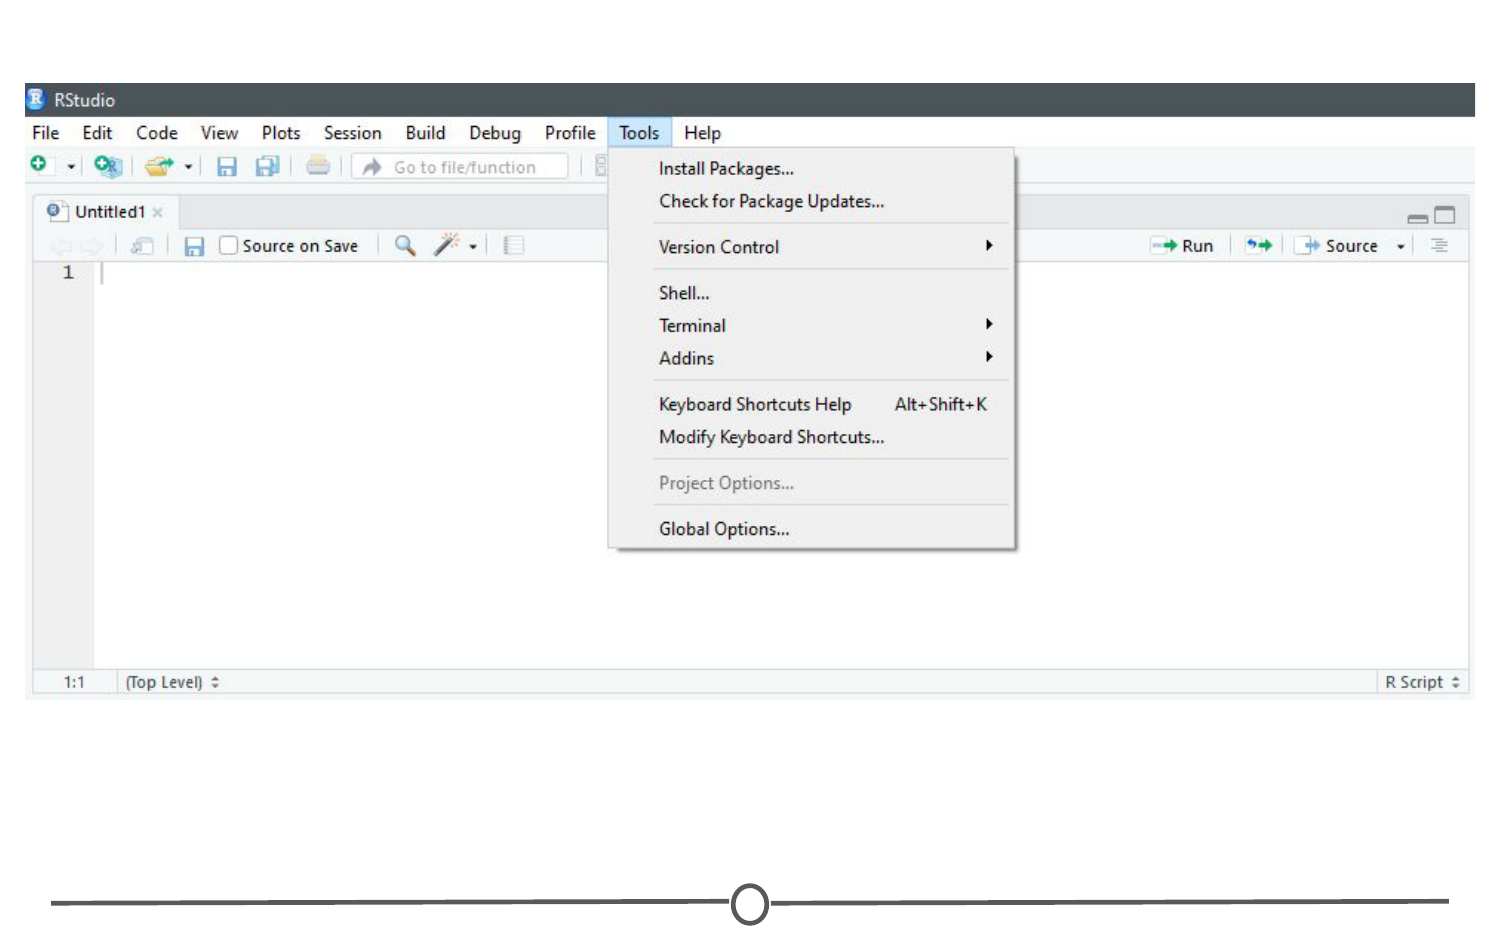 RStudio
File Edit Code View Plots Session Build Debug Profile Tools Help
Go to file/function
Install Packages...
Check for Package Updates...
Untitled1
Source on Save
Run
Source
Version Control
1
Shell...
Terminal
Addins
Keyboard Shortcuts Help Alt+Shift+K
Modify Keyboard Shortcuts...
Project Options...
Global Options...
1:1 (Top Level) R Script